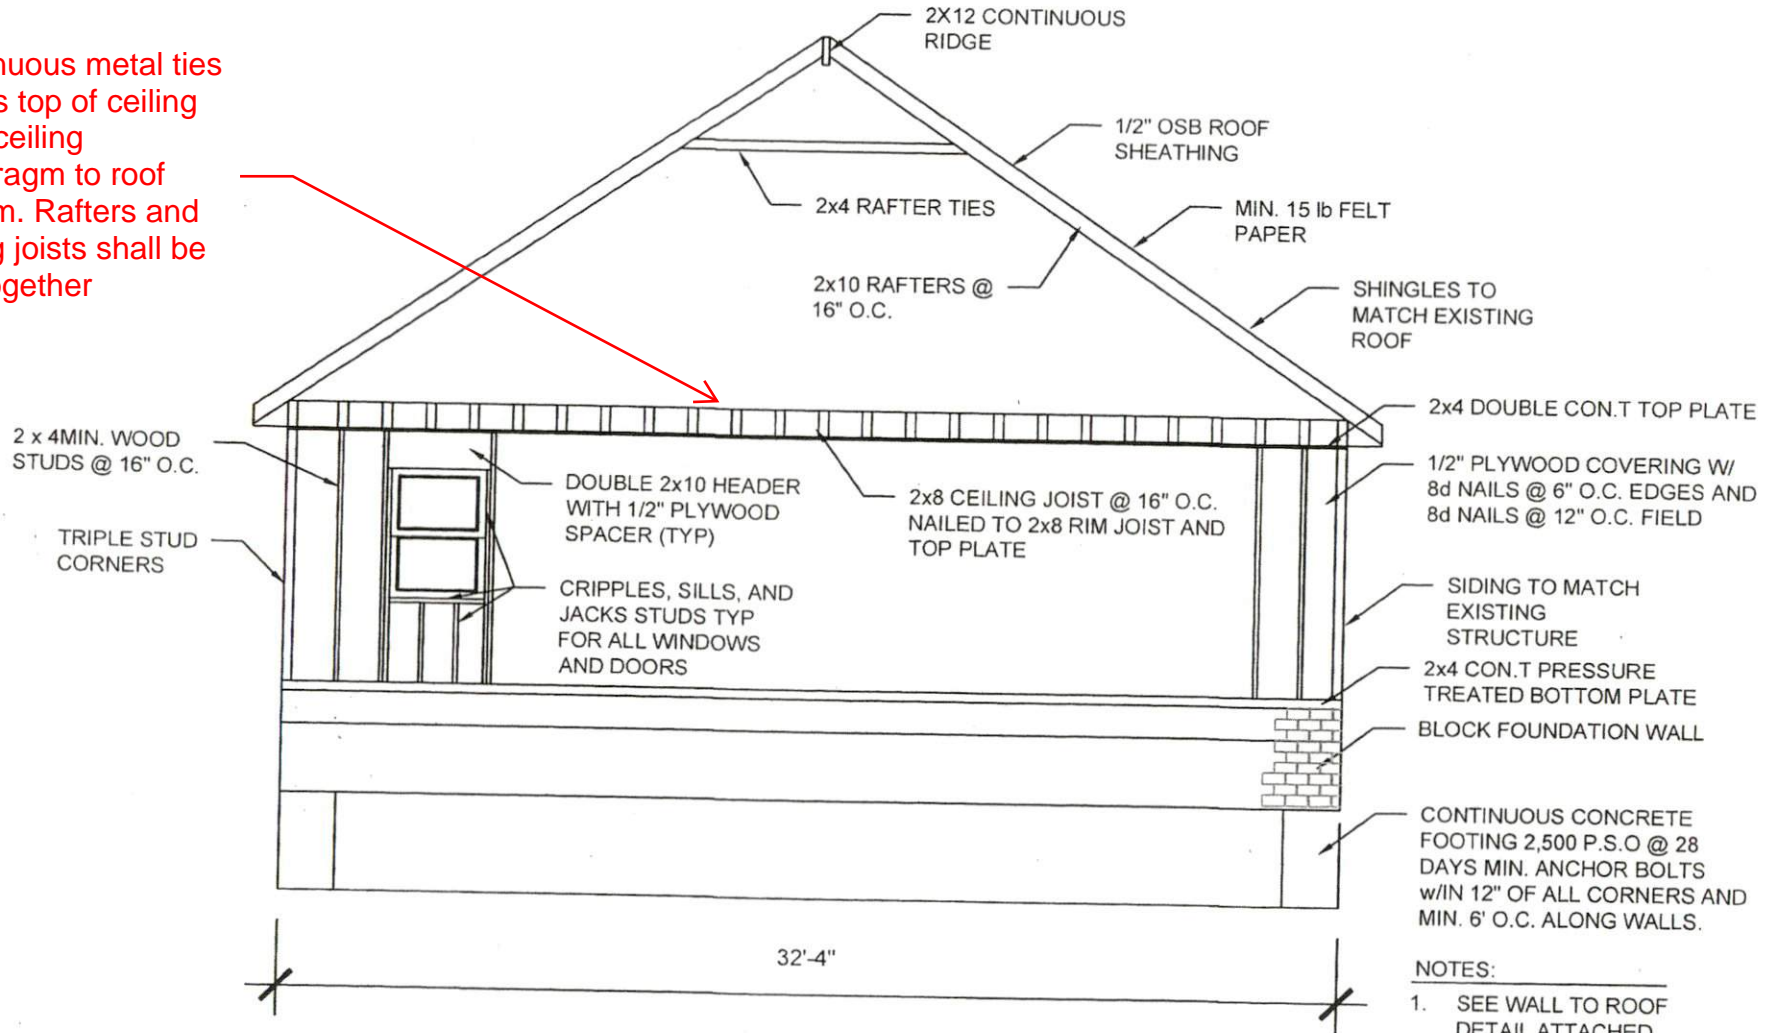 2X12 CONTINUOUS
RIDGE
nuous metal ties
s top of ceiling
ceiling
ragm to roof
m. Rafters and
g joists shall be
ogether
1/2" OSB ROOF
SHEATHING
2x4 RAFTER TIES
MIN. 15 lb FELT
PAPER
2x10 RAFTERS @
16" O.C.
SHINGLES TO
MATCH EXISTING
ROOF
2x4 DOUBLE CON.T TOP PLATE
2 x 4MIN. WOOD
STUDS @ 16" O.C.
DOUBLE 2x10 HEADER
WITH 1/2" PLYWOOD
SPACER (TYP)
2x8 CEILING JOIST @ 16" O.C.
NAILED TO 2x8 RIM JOIST AND
TOP PLATE
1/2" PLYWOOD COVERING W/
8d NAILS @ 6" O.C. EDGES AND
8d NAILS @ 12" O.C. FIELD
TRIPLE STUD
CORNERS
CRIPPLES, SILLS, AND
JACKS STUDS TYP
FOR ALL WINDOWS
AND DOORS
SIDING TO MATCH
EXISTING
STRUCTURE
2x4 CON.T PRESSURE
TREATED BOTTOM PLATE
BLOCK FOUNDATION WALL
CONTINUOUS CONCRETE
FOOTING 2,500 P.S.O @ 28
DAYS MIN. ANCHOR BOLTS
w/IN 12" OF ALL CORNERS AND
MIN. 6' O.C. ALONG WALLS.
32'-4"
NOTES:
1. SEE WALL TO ROOF
DETAIL ATTACHED